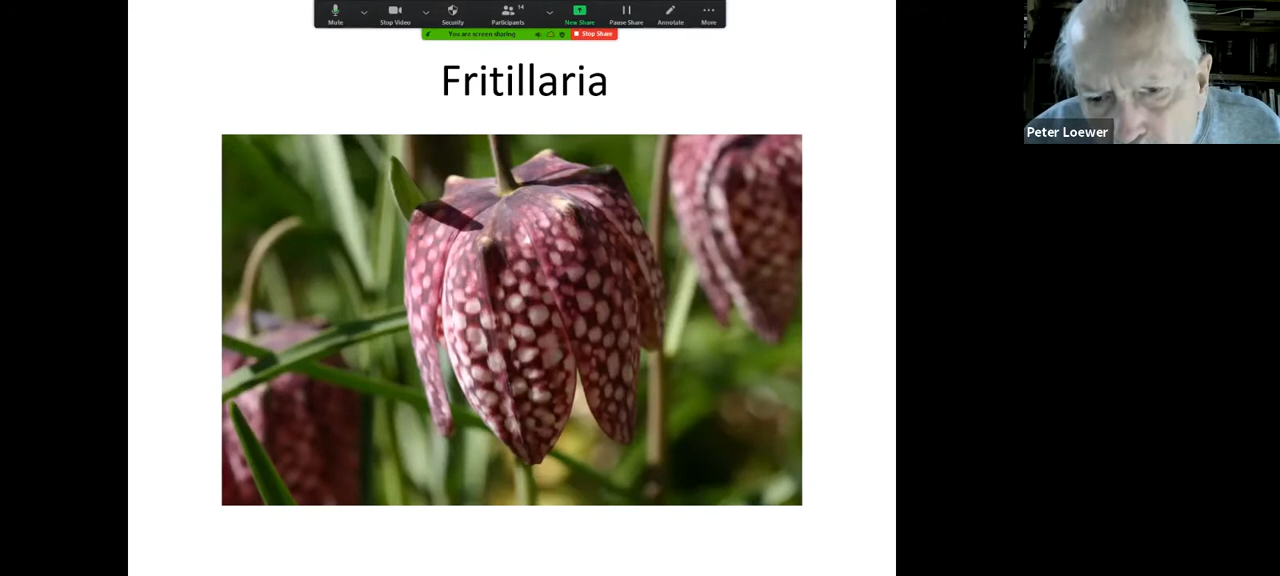 14
Mute
Stop Video
Security
Participants
New Share
Pause Share
Annotate
More
You are screen sharing
Stop Share
Fritillaria
Peter Loewer